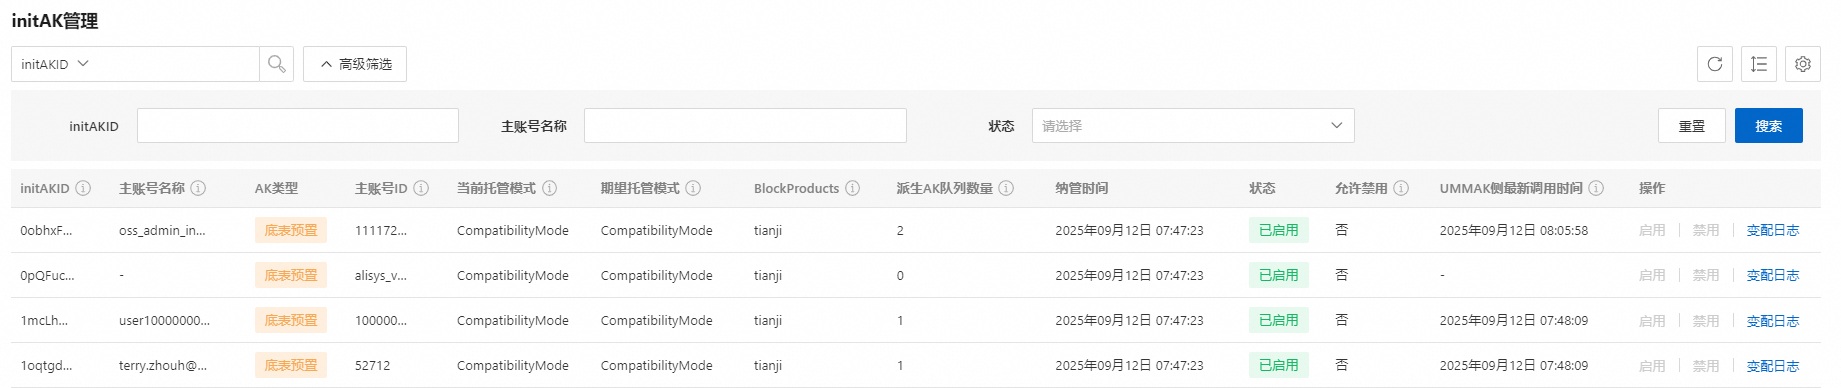 initAK管理
initAKID 高级筛选
initAKID 主账号名称 状态 请选择 重置 搜索
initAKID 主账号名称 AK类型 主账号ID 当前托管模式 期望托管模式 BlockProducts 派生AK队列数量 纳管时间 状态 允许禁用 UMMAK侧最新调用时间 操作
0obhxF... oss_admin_in... 底表预置 111172... CompatibilityMode CompatibilityMode tianji 2 2025年09月12日 07:47:23 已启用 否 2025年09月12日 08:05:58 启用 禁用 变配日志
0pQFuc... - 底表预置 alisys_v... CompatibilityMode CompatibilityMode tianji 0 2025年09月12日 07:47:23 已启用 否 - 启用 禁用 变配日志
1mcLh... user10000000... 底表预置 100000... CompatibilityMode CompatibilityMode tianji 1 2025年09月12日 07:47:23 已启用 否 2025年09月12日 07:48:09 启用 禁用 变配日志
1oqtgd... terry.zhouh@... 底表预置 52712 CompatibilityMode CompatibilityMode tianji 1 2025年09月12日 07:47:23 已启用 否 2025年09月12日 07:48:09 启用 禁用 变配日志